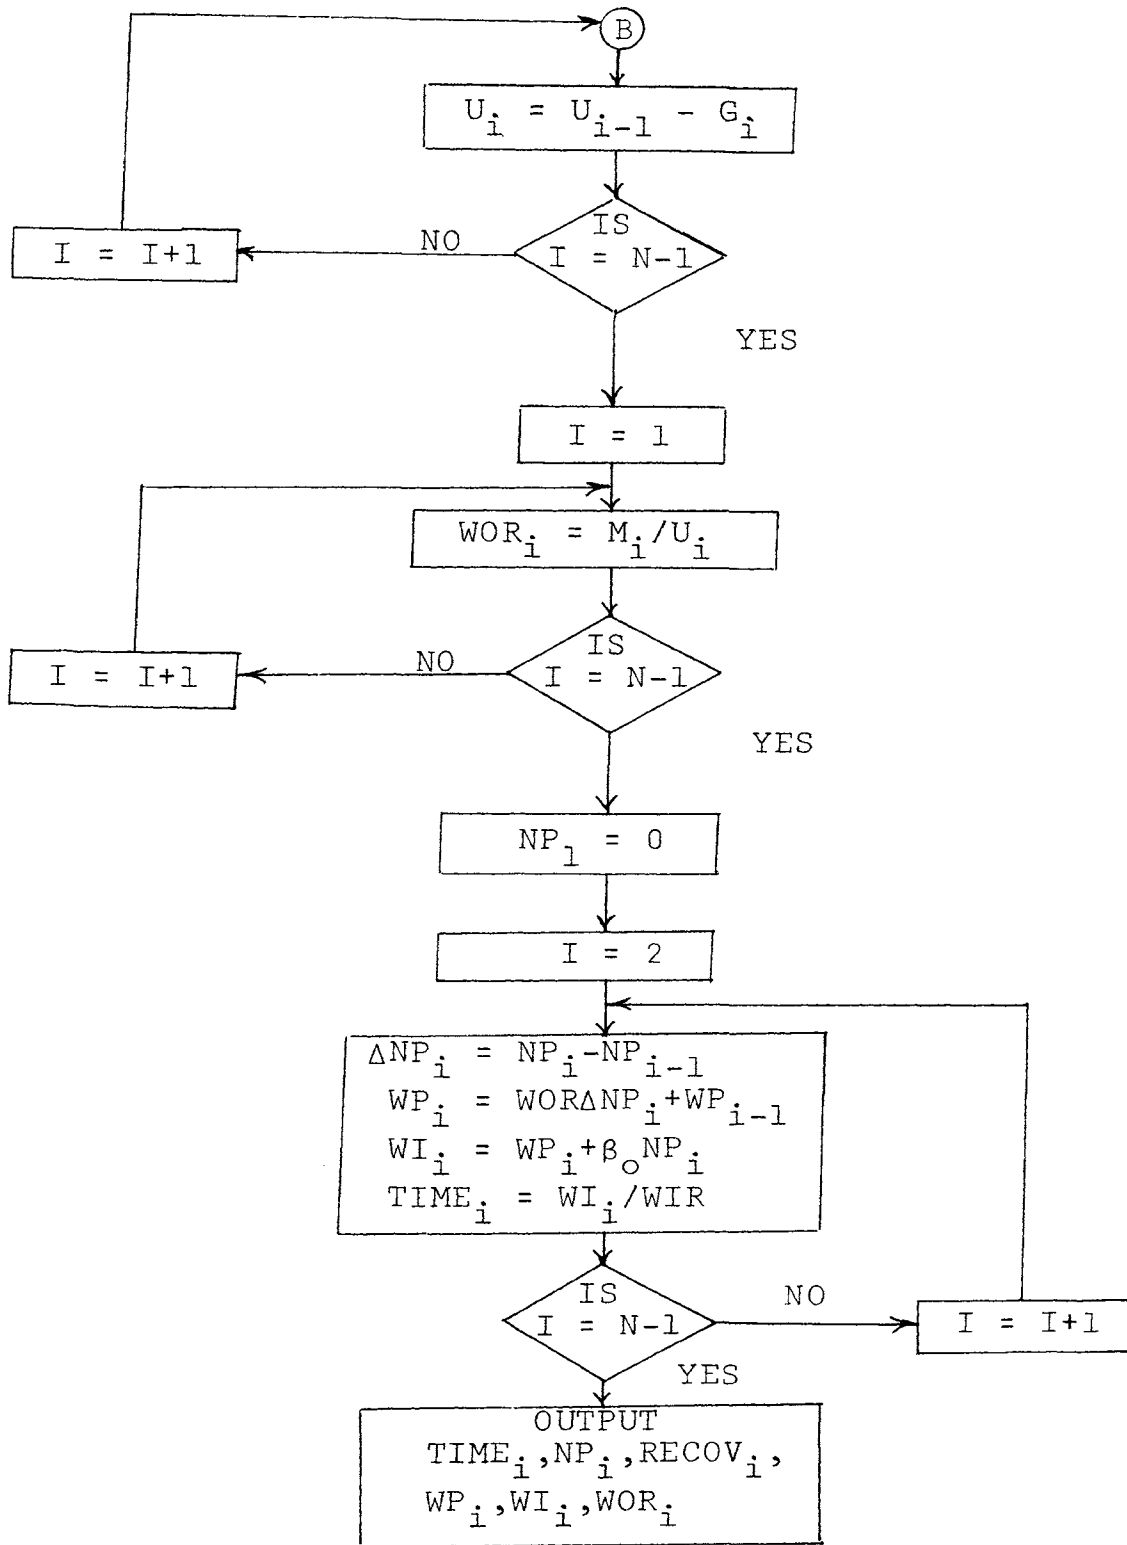 B
U_i = U_{i-1} - G_i
IS
I = N-1
NO
I = I+1
YES
I = 1
WOR_i = M_i/U_i
IS
I = N-1
NO
I = I+1
YES
NP_1 = 0
I = 2
ΔNP_i = NP_i-NP_{i-1}
WP_i = WORΔNP_i+WP_{i-1}
WI_i = WP_i+β_oNP_i
TIME_i = WI_i/WIR
IS
I = N-1
NO
I = I+1
YES
OUTPUT
TIME_i,NP_i,RECOV_i,
WP_i,WI_i,WOR_i